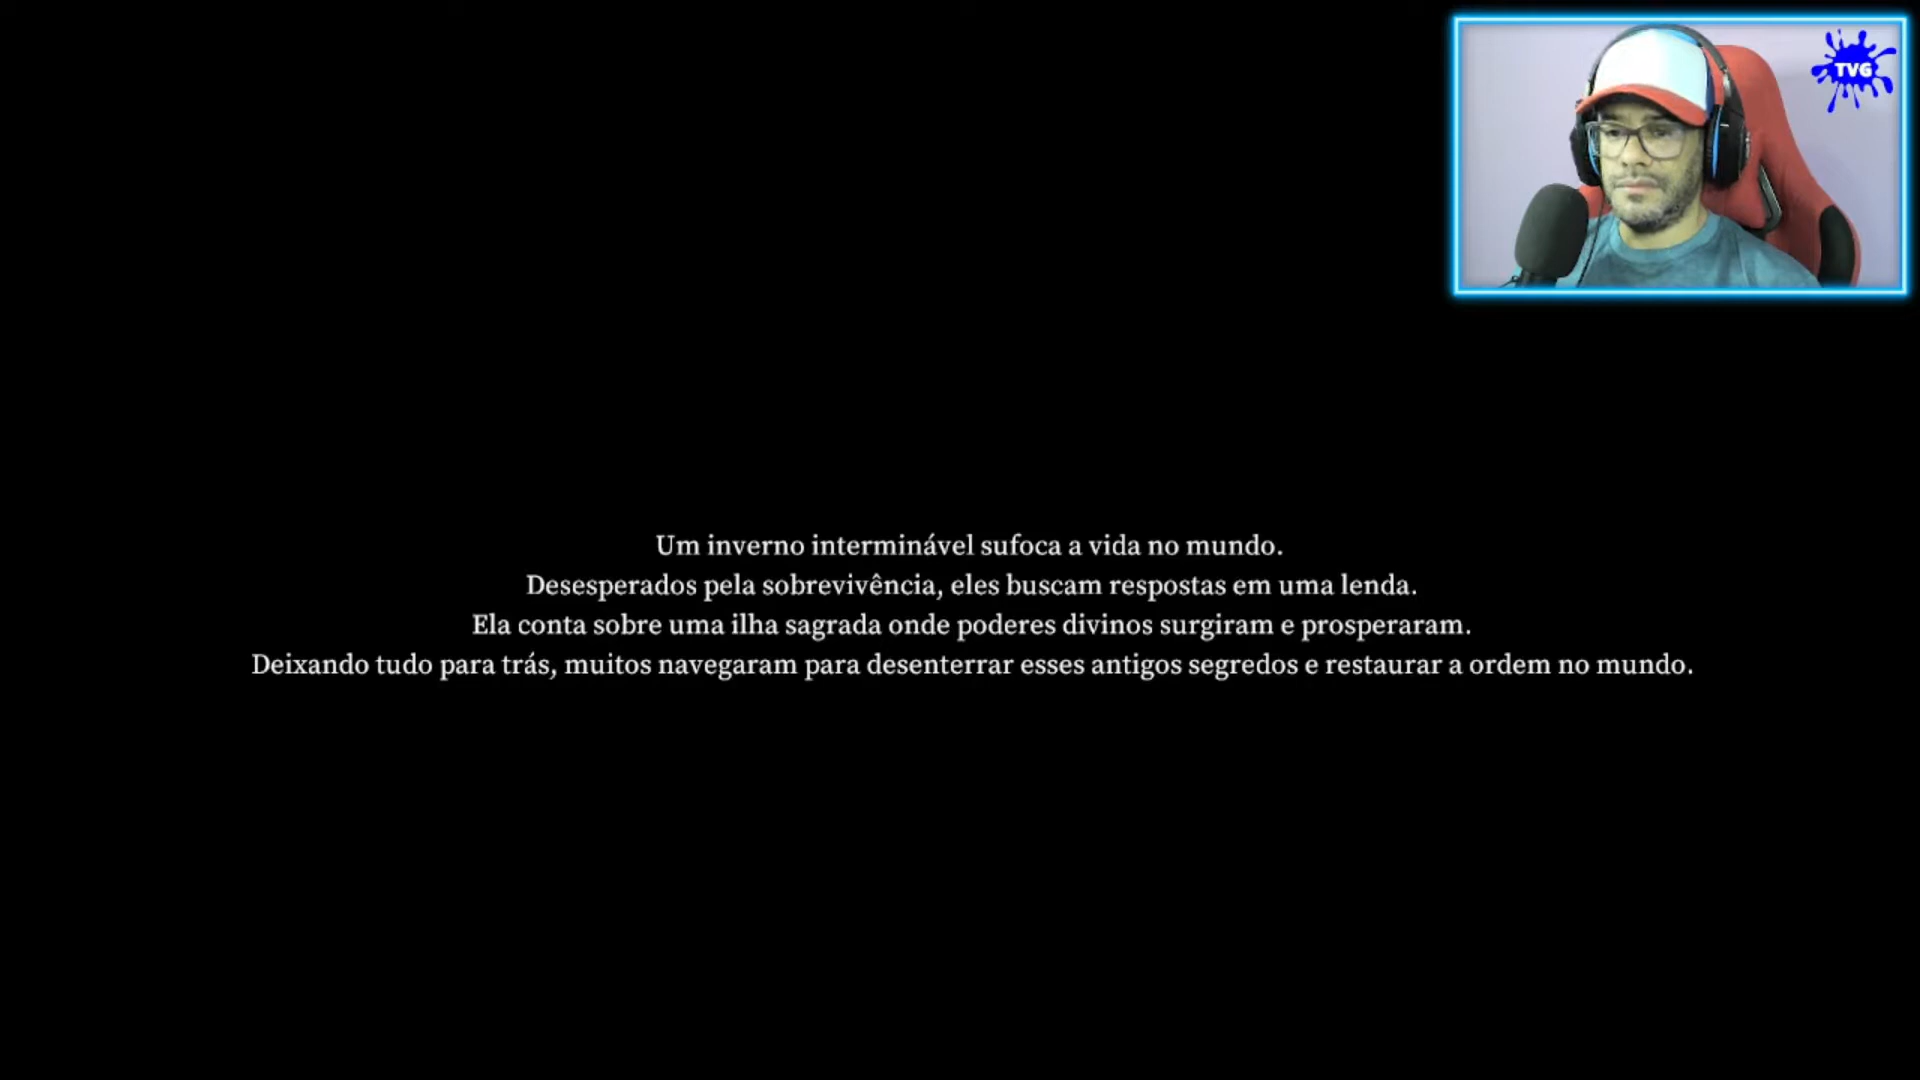 TVG
Um inverno interminável sufoca a vida no mundo.
Desesperados pela sobrevivência, eles buscam respostas em uma lenda.
Ela conta sobre uma ilha sagrada onde poderes divinos surgiram e prosperaram.
Deixando tudo para trás, muitos navegaram para desenterrar esses antigos segredos e restaurar a ordem no mundo.